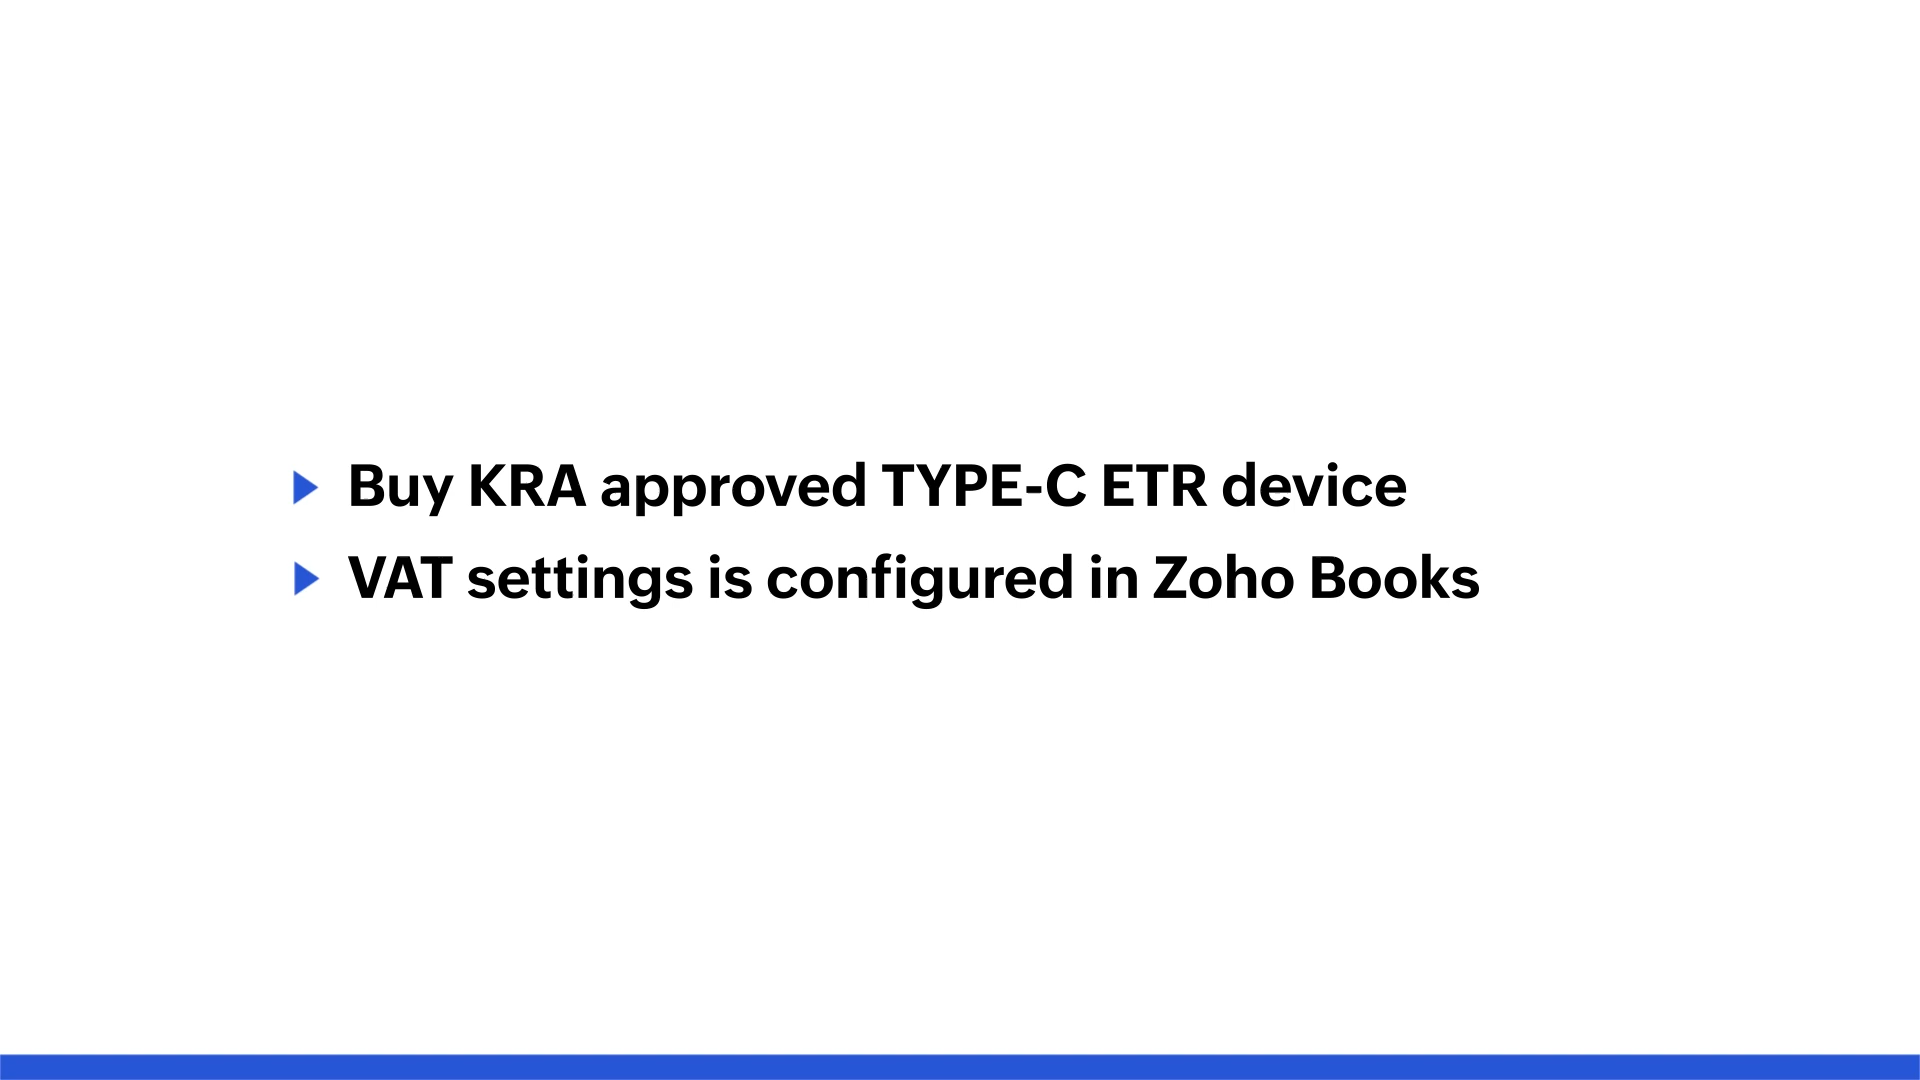 Buy KRA approved TYPE-C ETR device
VAT settings is configured in Zoho Books